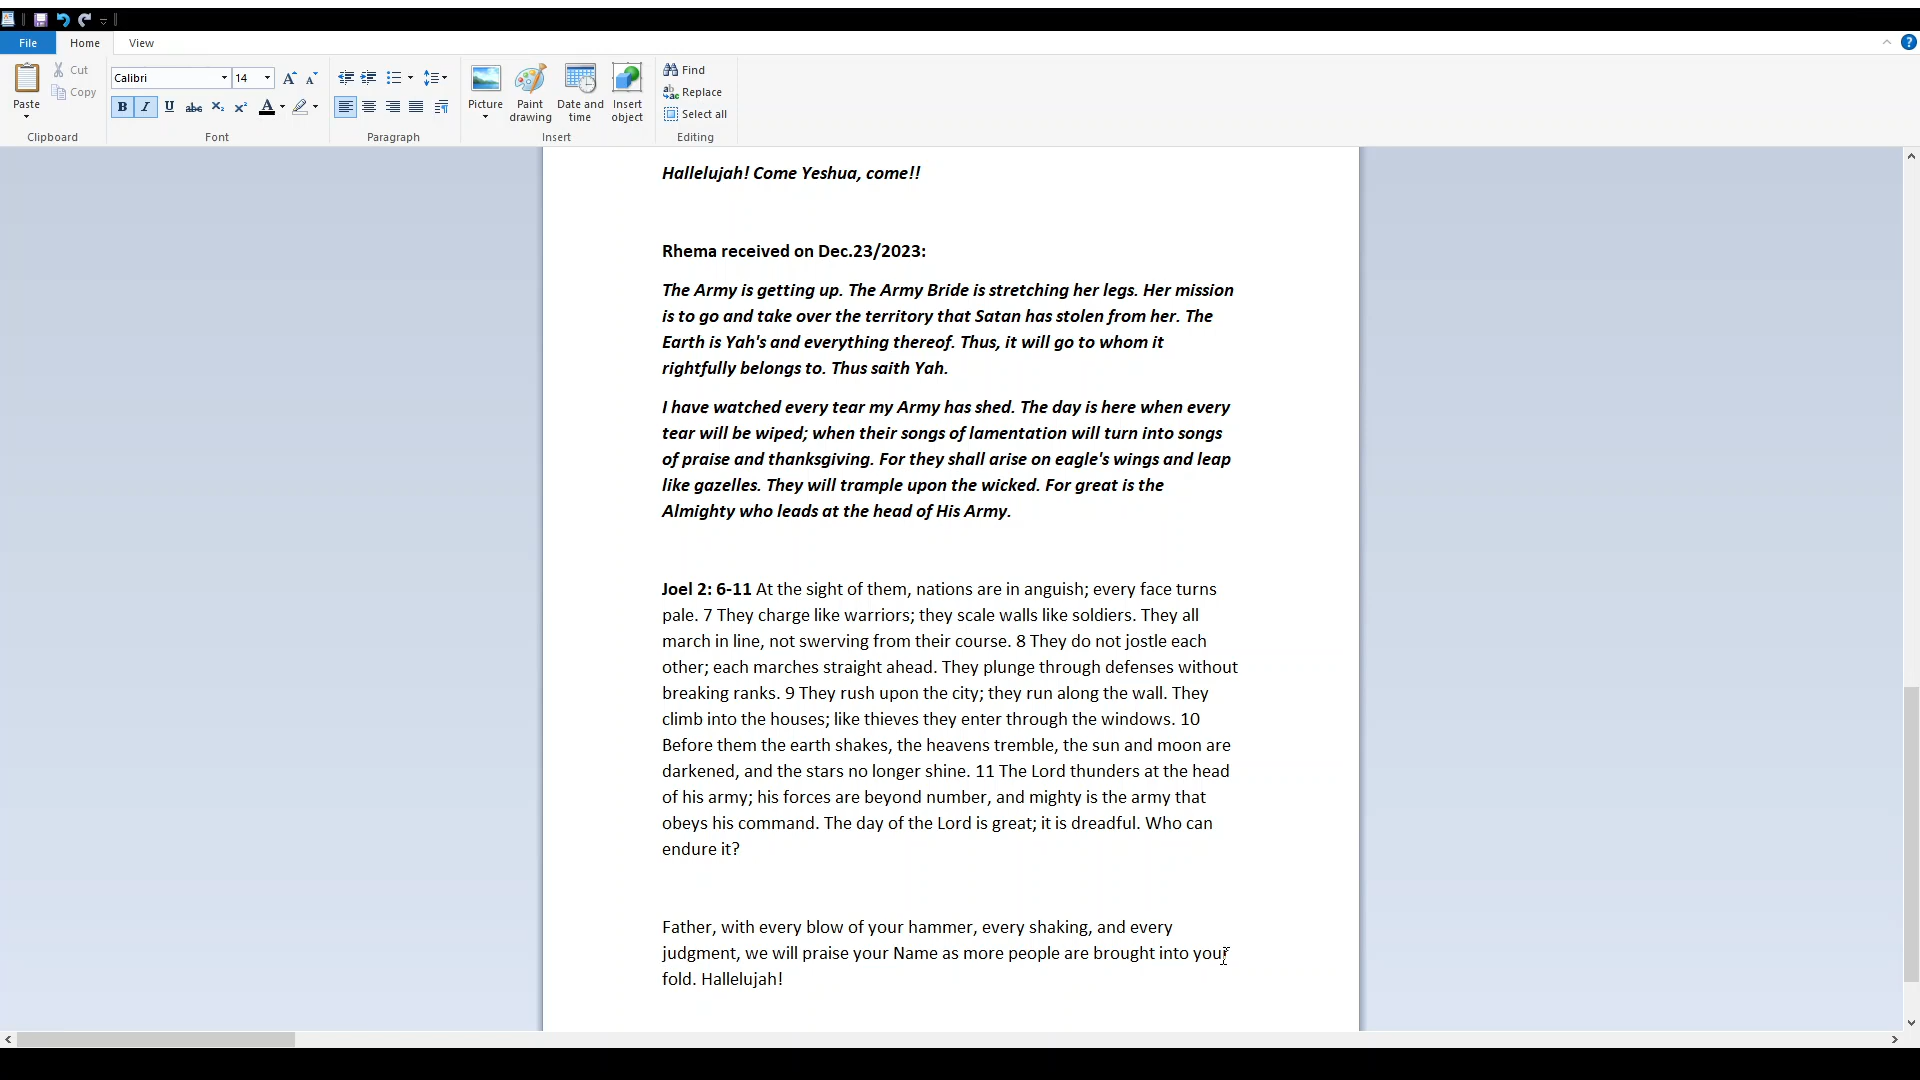 File
Home
View
Paste
Cut
Copy
Clipboard
Calibri
14
B
I
U
abc
X₂
X²
A
Font
Paragraph
Picture
Paint drawing
Date and time
Insert object
Insert
Find
Replace
Select all
Editing
Hallelujah! Come Yeshua, come!!
Rhema received on Dec.23/2023:
The Army is getting up. The Army Bride is stretching her legs. Her mission
is to go and take over the territory that Satan has stolen from her. The
Earth is Yah's and everything thereof. Thus, it will go to whom it
rightfully belongs to. Thus saith Yah.
I have watched every tear my Army has shed. The day is here when every
tear will be wiped; when their songs of lamentation will turn into songs
of praise and thanksgiving. For they shall arise on eagle's wings and leap
like gazelles. They will trample upon the wicked. For great is the
Almighty who leads at the head of His Army.
Joel 2: 6-11 At the sight of them, nations are in anguish; every face turns
pale. 7 They charge like warriors; they scale walls like soldiers. They all
march in line, not swerving from their course. 8 They do not jostle each
other; each marches straight ahead. They plunge through defenses without
breaking ranks. 9 They rush upon the city; they run along the wall. They
climb into the houses; like thieves they enter through the windows. 10
Before them the earth shakes, the heavens tremble, the sun and moon are
darkened, and the stars no longer shine. 11 The Lord thunders at the head
of his army; his forces are beyond number, and mighty is the army that
obeys his command. The day of the Lord is great; it is dreadful. Who can
endure it?
Father, with every blow of your hammer, every shaking, and every
judgment, we will praise your Name as more people are brought into your
fold. Hallelujah!